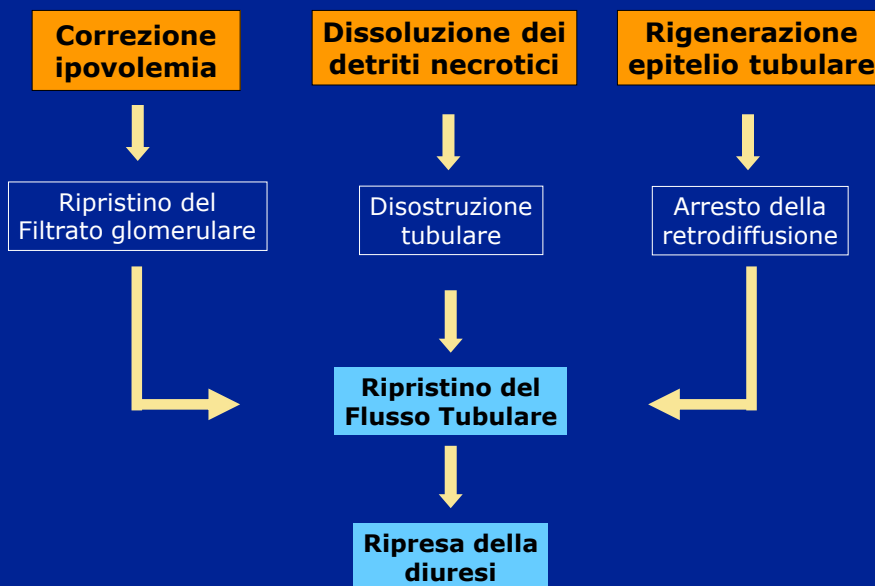 Correzione
ipovolemia
Dissoluzione dei
detriti necrotici
Rigenerazione
epitelio tubulare
Ripristino del
Filtrato glomerulare
Disostruzione
tubulare
Arresto della
retrodiffusione
Ripristino del
Flusso Tubulare
Ripresa della
diuresi